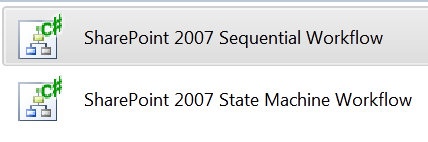 C#
SharePoint 2007 Sequential Workflow
C#
SharePoint 2007 State Machine Workflow